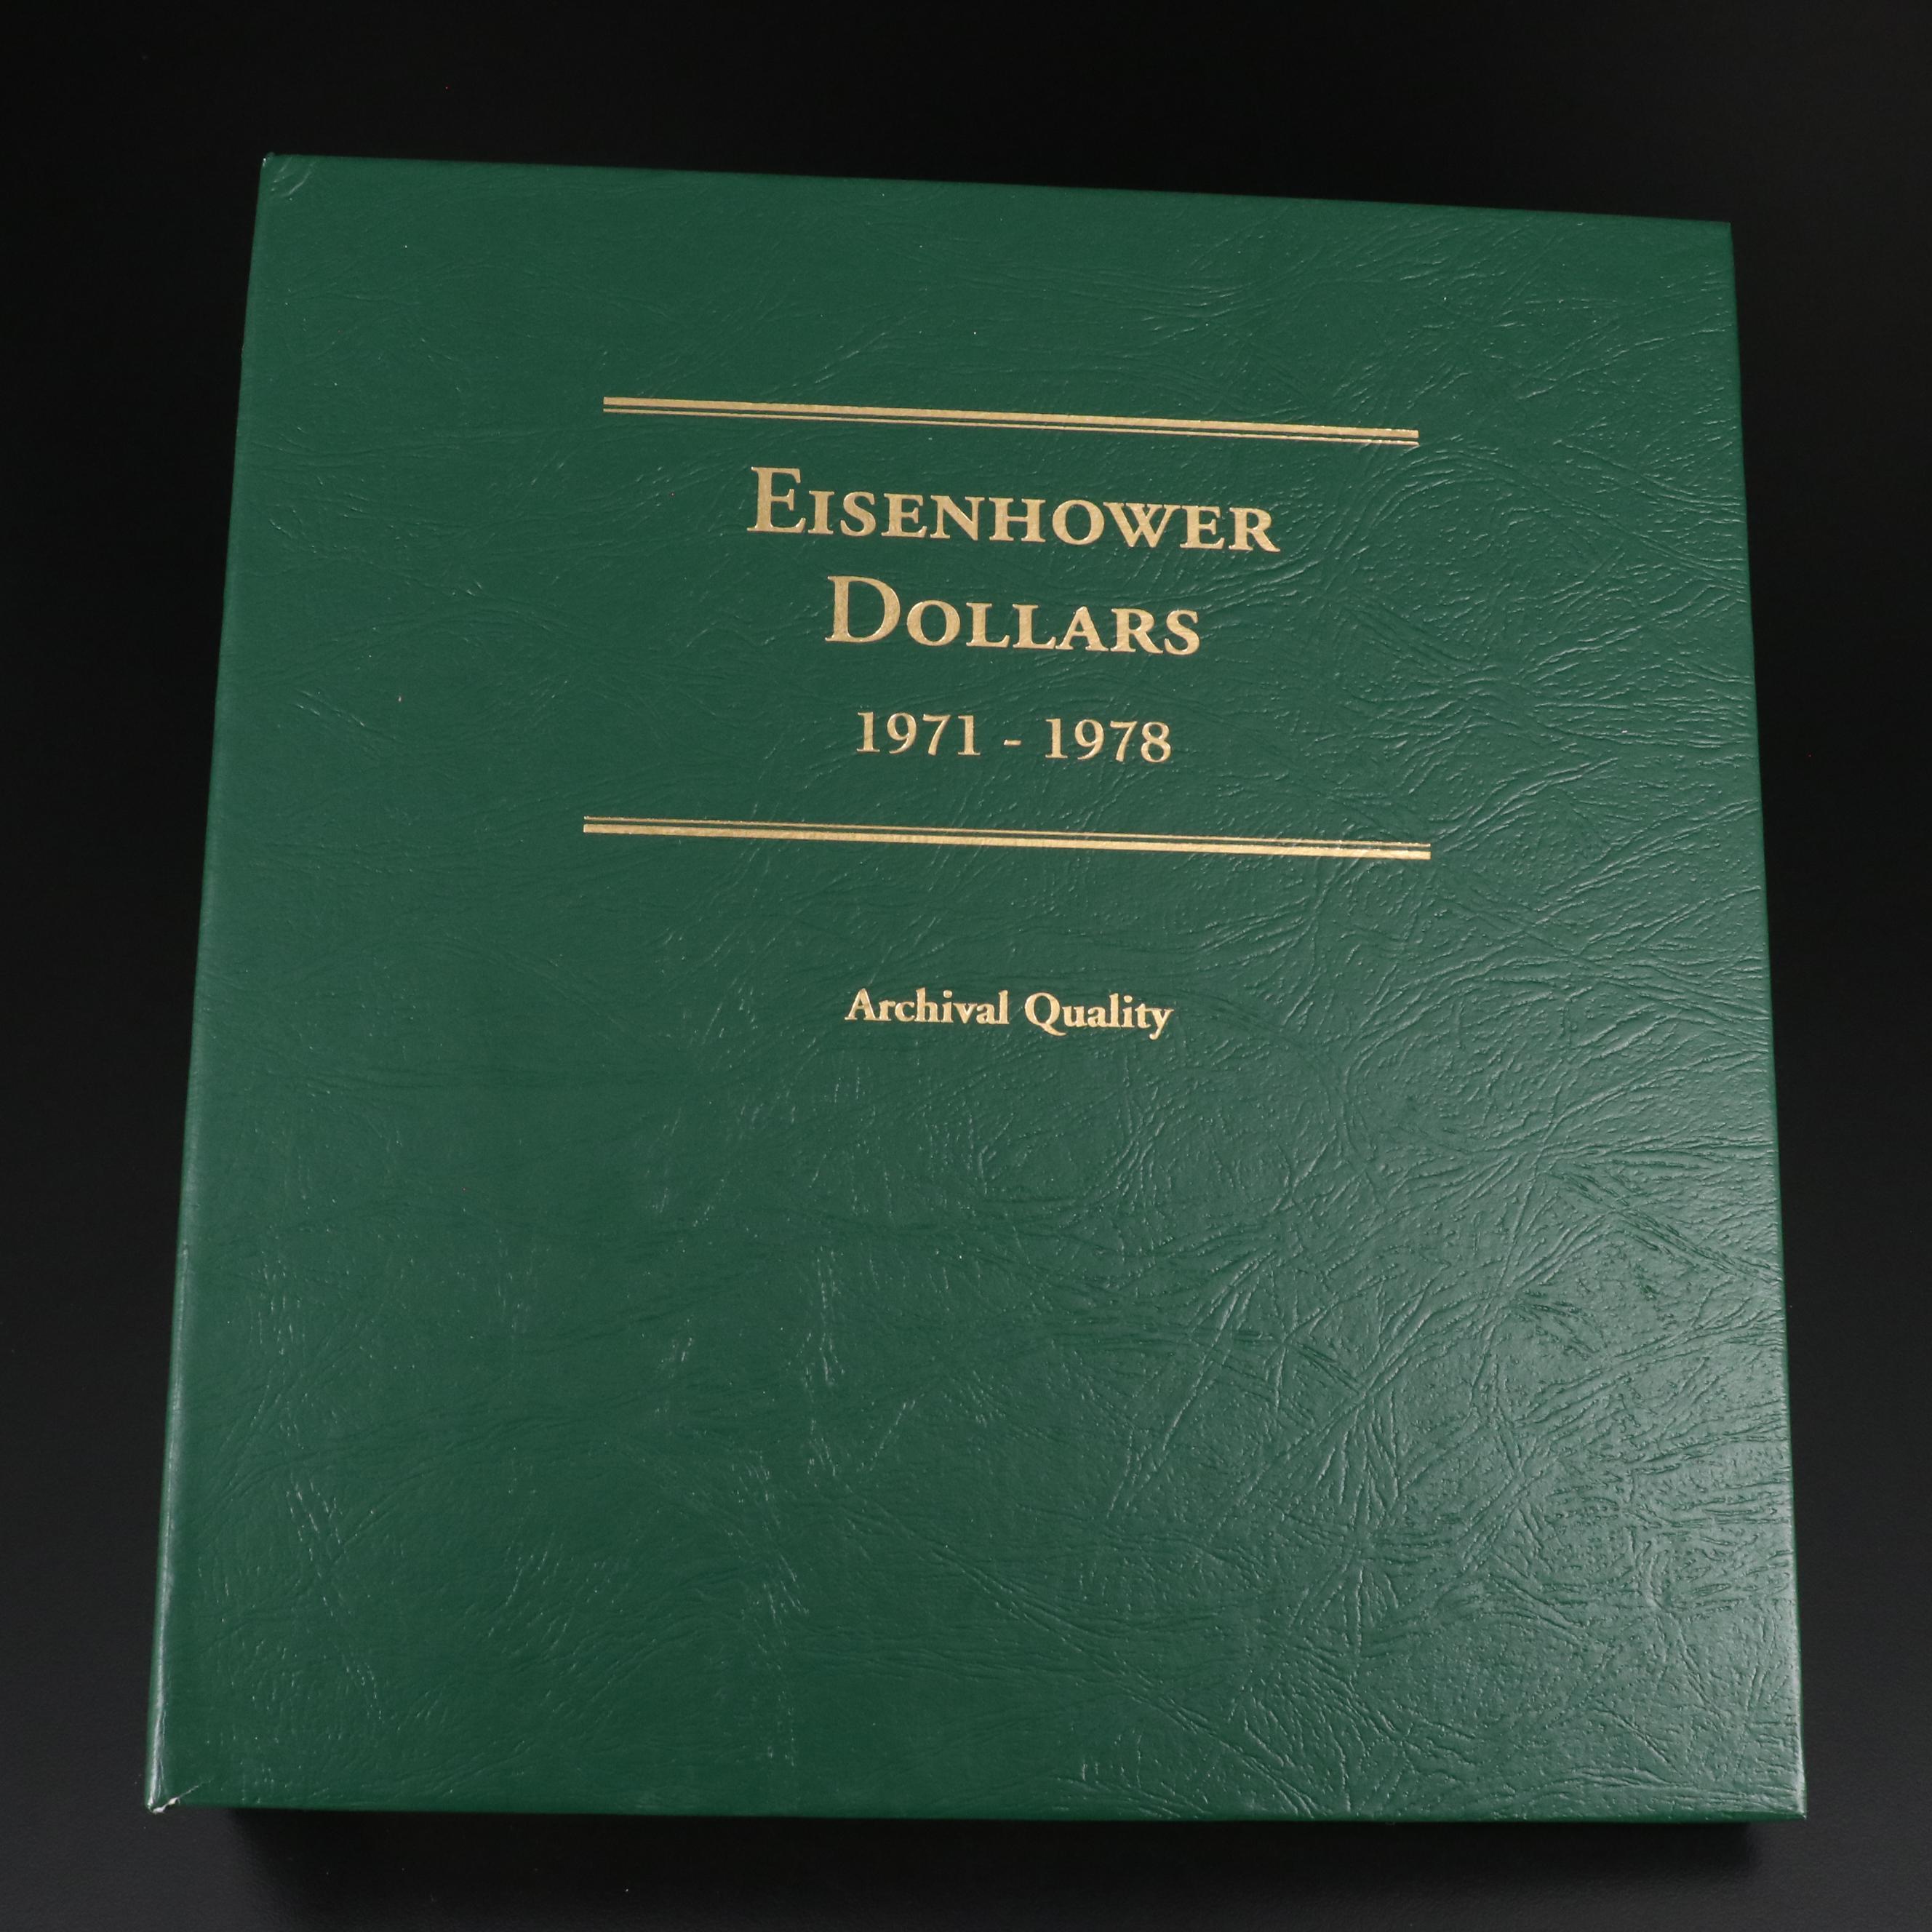 EISENHOWER
DOLLARS
1971 - 1978
Archival Quality